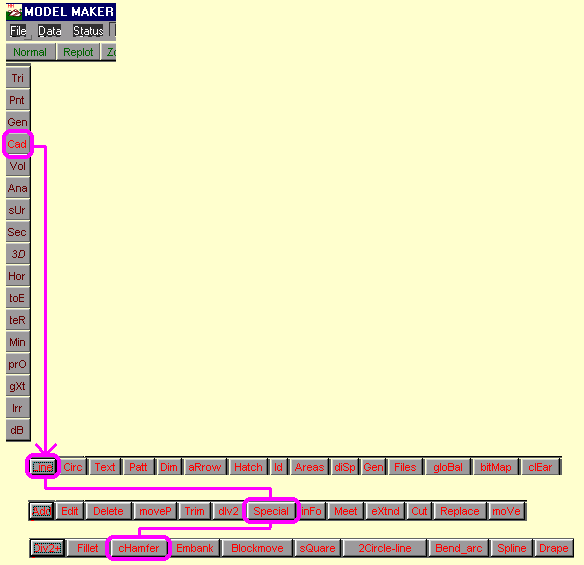 MODEL MAKER
File Data Status
Normal Replot
Tri
Pnt
Gen
Cad
Vol
Ana
sUr
Sec
3D
Hor
toE
teR
Min
prO
gXt
Irr
dB
Line Circ Text Patt Dim aRrow Hatch Id Areas diSp Gen Files gloBal bitMap clEar
Add Edit Delete moveP Trim dIv2 Special inFo Meet eXtnd Cut Replace moVe
Div2+ Fillet cHamfer Embank Blockmove sQuare 2Circle-line Bend_arc Spline Drape